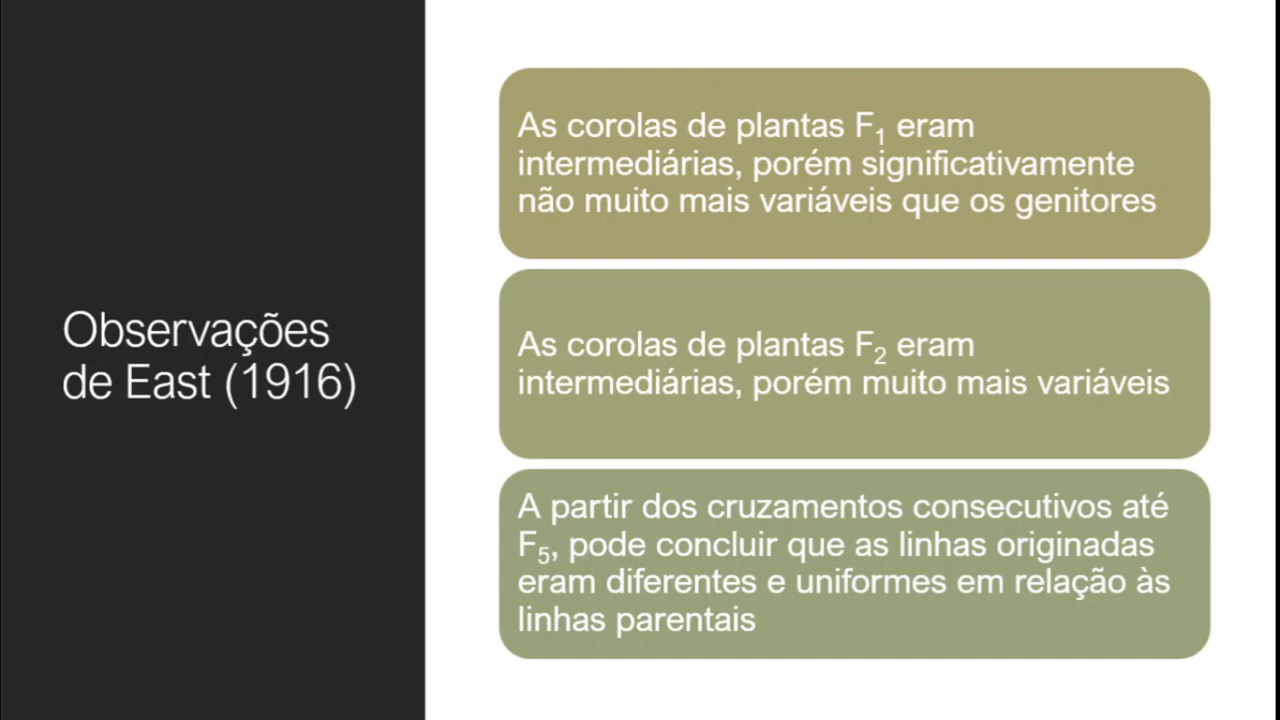 Observações
de East (1916)
As corolas de plantas F₁ eram
intermediárias, porém significativamente
não muito mais variáveis que os genitores
As corolas de plantas F₂ eram
intermediárias, porém muito mais variáveis
A partir dos cruzamentos consecutivos até
F₅, pode concluir que as linhas originadas
eram diferentes e uniformes em relação às
linhas parentais